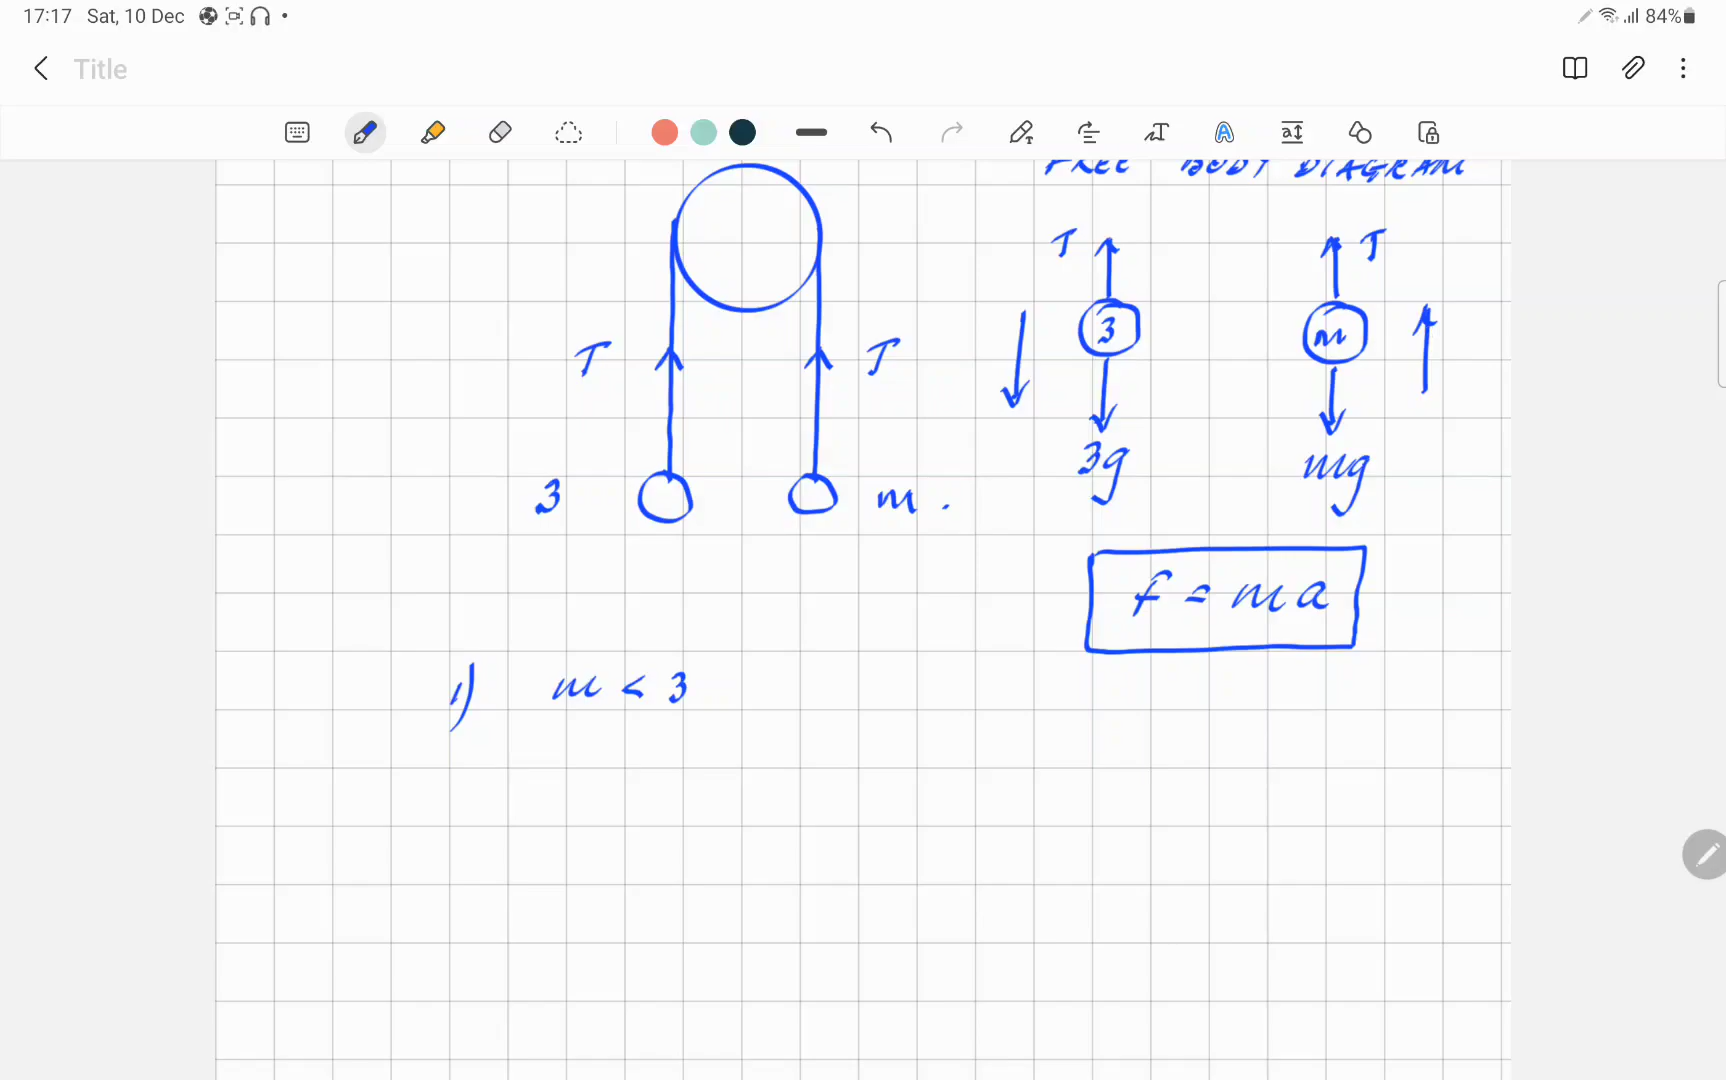 17:17 Sat, 10 Dec 84%
Title
FREE BODY DIAGRAM
T T
3 m
T T
3g mg
3 m.
f = ma
1) m < 3